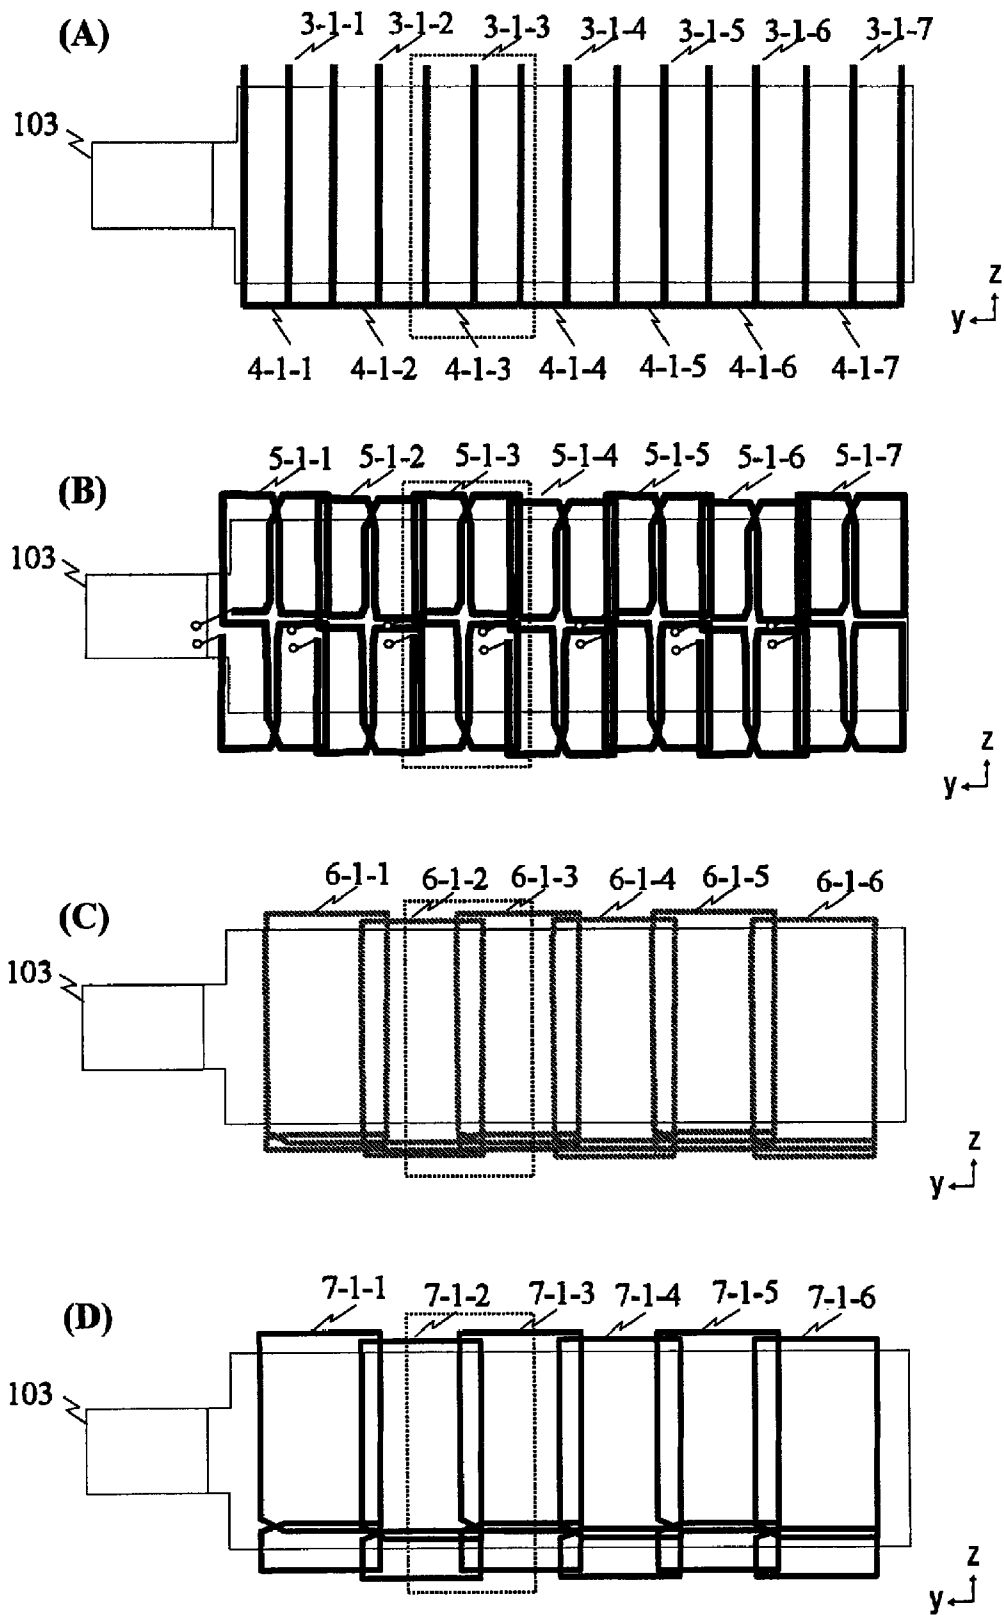 (A)
3-1-1 3-1-2 3-1-3 3-1-4 3-1-5 3-1-6 3-1-7
103
z
y
4-1-1 4-1-2 4-1-3 4-1-4 4-1-5 4-1-6 4-1-7
(B)
5-1-1 5-1-2 5-1-3 5-1-4 5-1-5 5-1-6 5-1-7
103
z
y
(C)
6-1-1 6-1-2 6-1-3 6-1-4 6-1-5 6-1-6
103
z
y
(D)
7-1-1 7-1-2 7-1-3 7-1-4 7-1-5 7-1-6
103
z
y